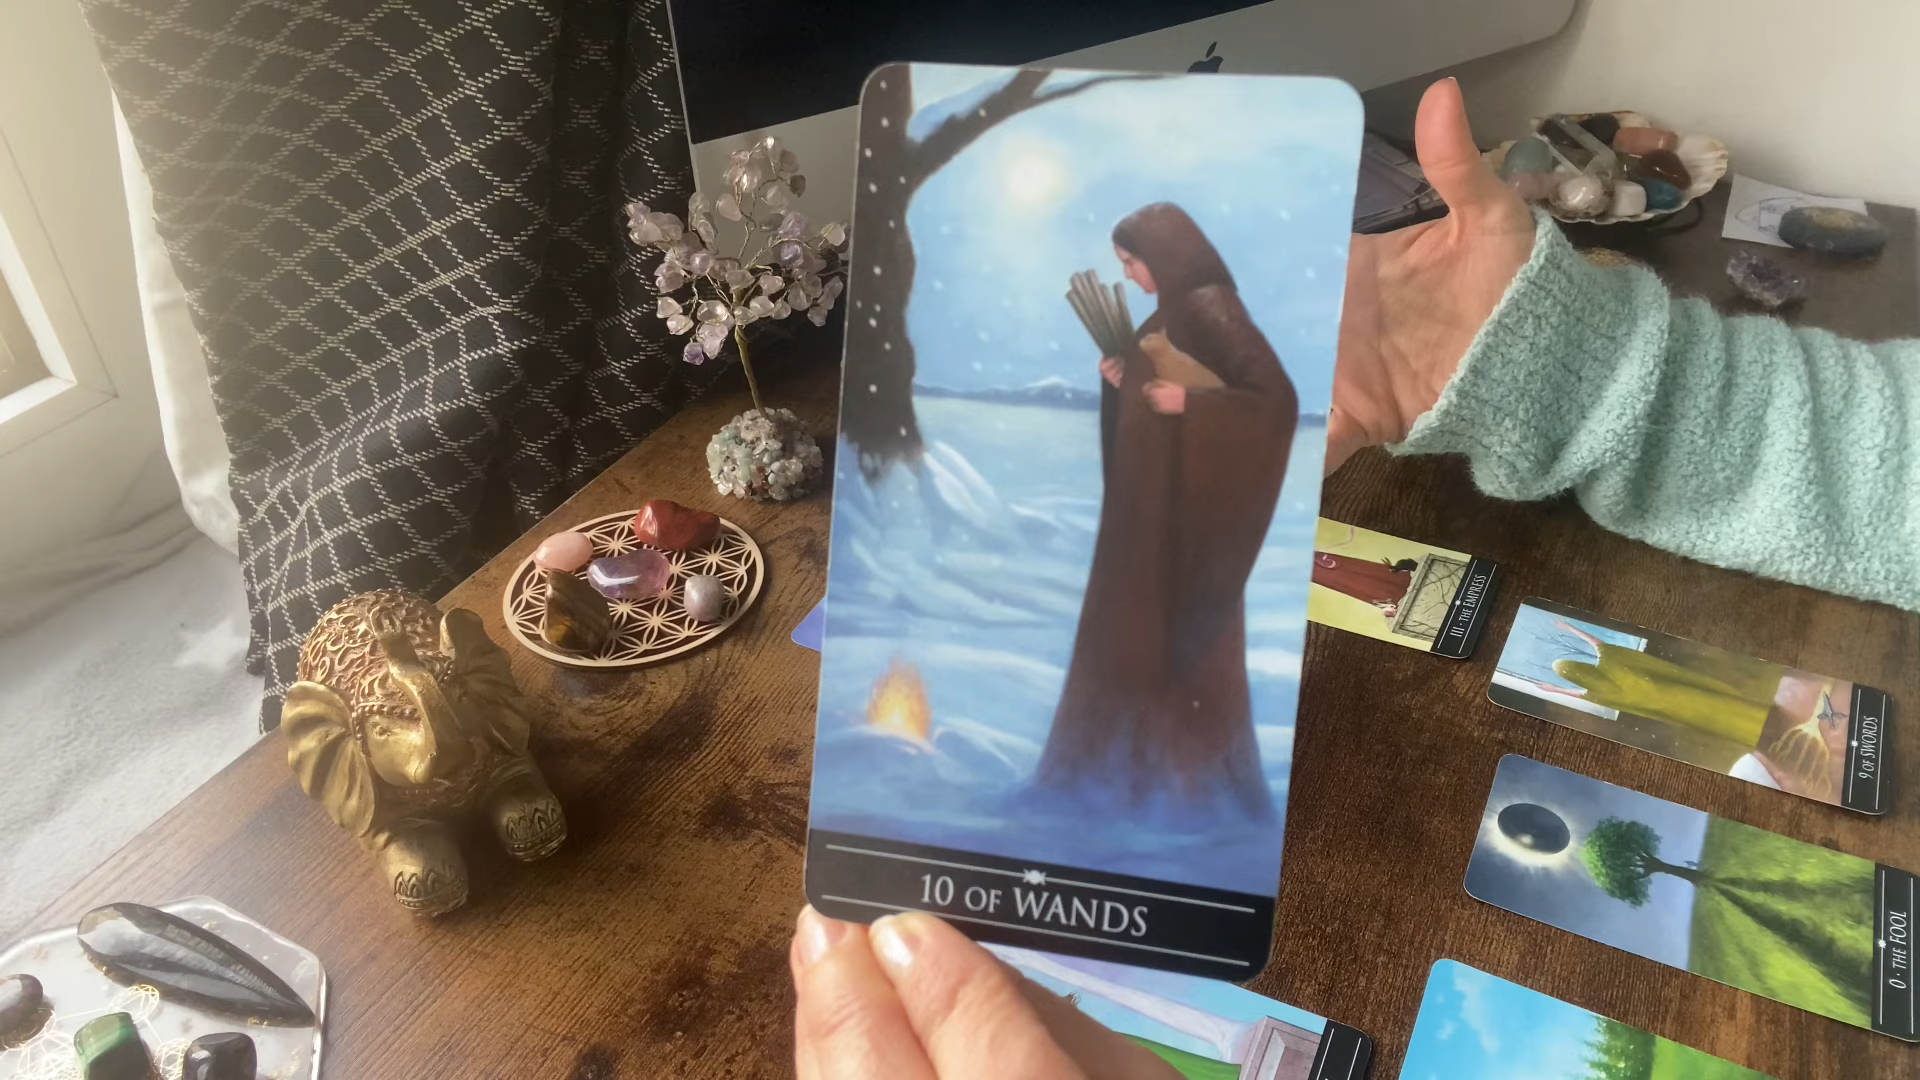 10 OF WANDS
III · THE EMPRESS
9 OF SWORDS
0 · THE FOOL